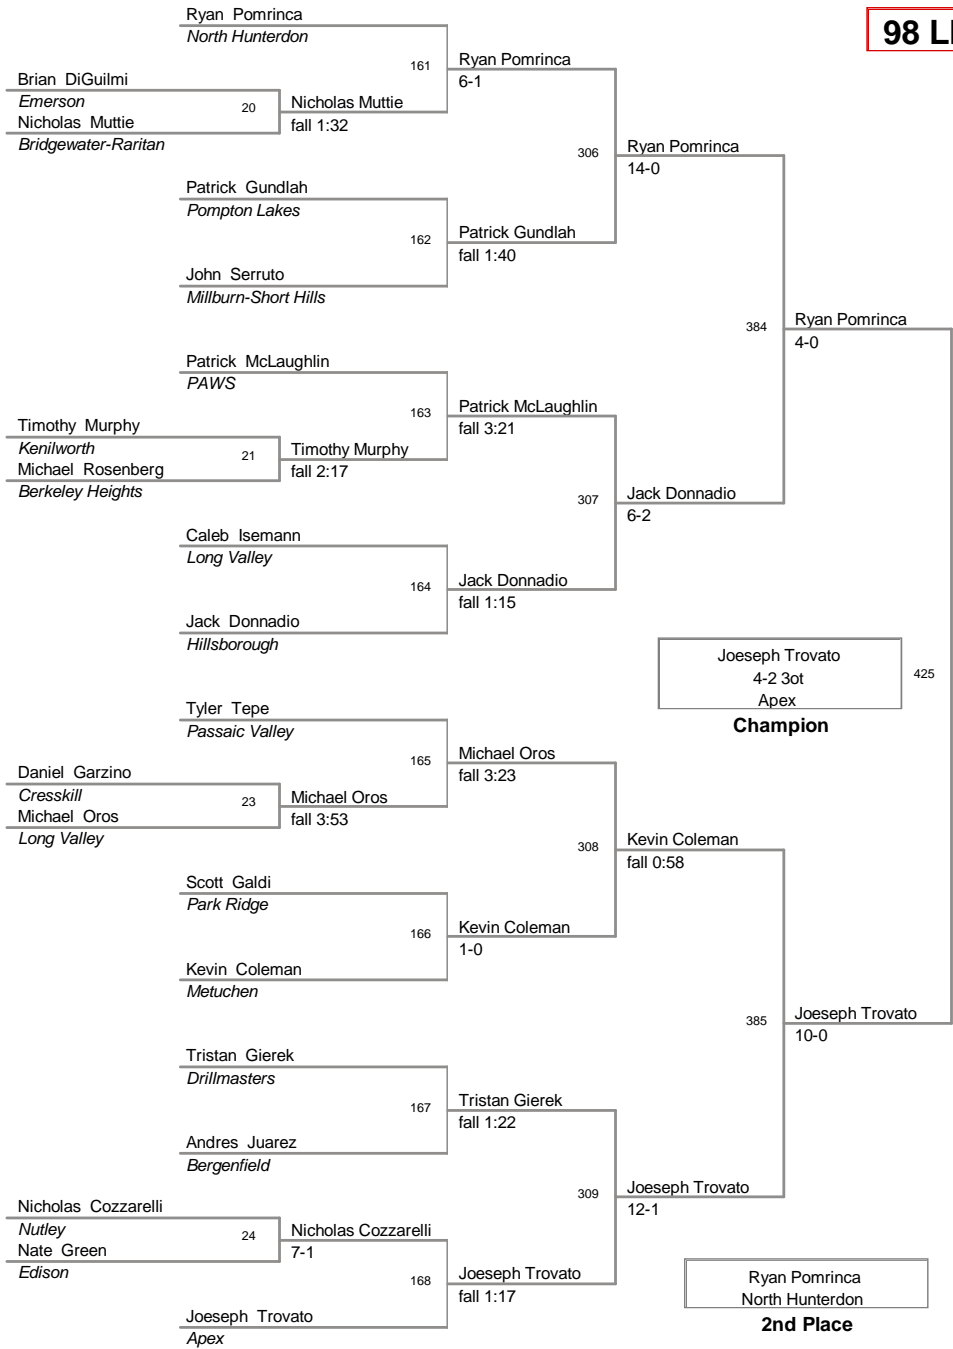 Ryan Pomrinca
North Hunterdon
98 L
161
Ryan Pomrinca
6-1
Brian DiGuilmi
Emerson
20
Nicholas Muttie
Nicholas Muttie
fall 1:32
Bridgewater-Raritan
306
Ryan Pomrinca
14-0
Patrick Gundlah
Pompton Lakes
162
Patrick Gundlah
fall 1:40
John Serruto
Millburn-Short Hills
384
Ryan Pomrinca
4-0
Patrick McLaughlin
PAWS
163
Patrick McLaughlin
fall 3:21
Timothy Murphy
Kenilworth
21
Timothy Murphy
Michael Rosenberg
fall 2:17
Berkeley Heights
307
Jack Donnadio
6-2
Caleb Isemann
Long Valley
164
Jack Donnadio
fall 1:15
Jack Donnadio
Hillsborough
Joeseph Trovato
4-2 3ot
Apex
425
Champion
Tyler Tepe
Passaic Valley
165
Michael Oros
fall 3:23
Daniel Garzino
Cresskill
23
Michael Oros
Michael Oros
fall 3:53
Long Valley
308
Kevin Coleman
fall 0:58
Scott Galdi
Park Ridge
166
Kevin Coleman
1-0
Kevin Coleman
Metuchen
385
Joeseph Trovato
10-0
Tristan Gierek
Drillmasters
167
Tristan Gierek
fall 1:22
Andres Juarez
Bergenfield
309
Joeseph Trovato
12-1
Nicholas Cozzarelli
Nutley
24
Nicholas Cozzarelli
Nate Green
7-1
Edison
168
Joeseph Trovato
fall 1:17
Joeseph Trovato
Apex
Ryan Pomrinca
North Hunterdon
2nd Place